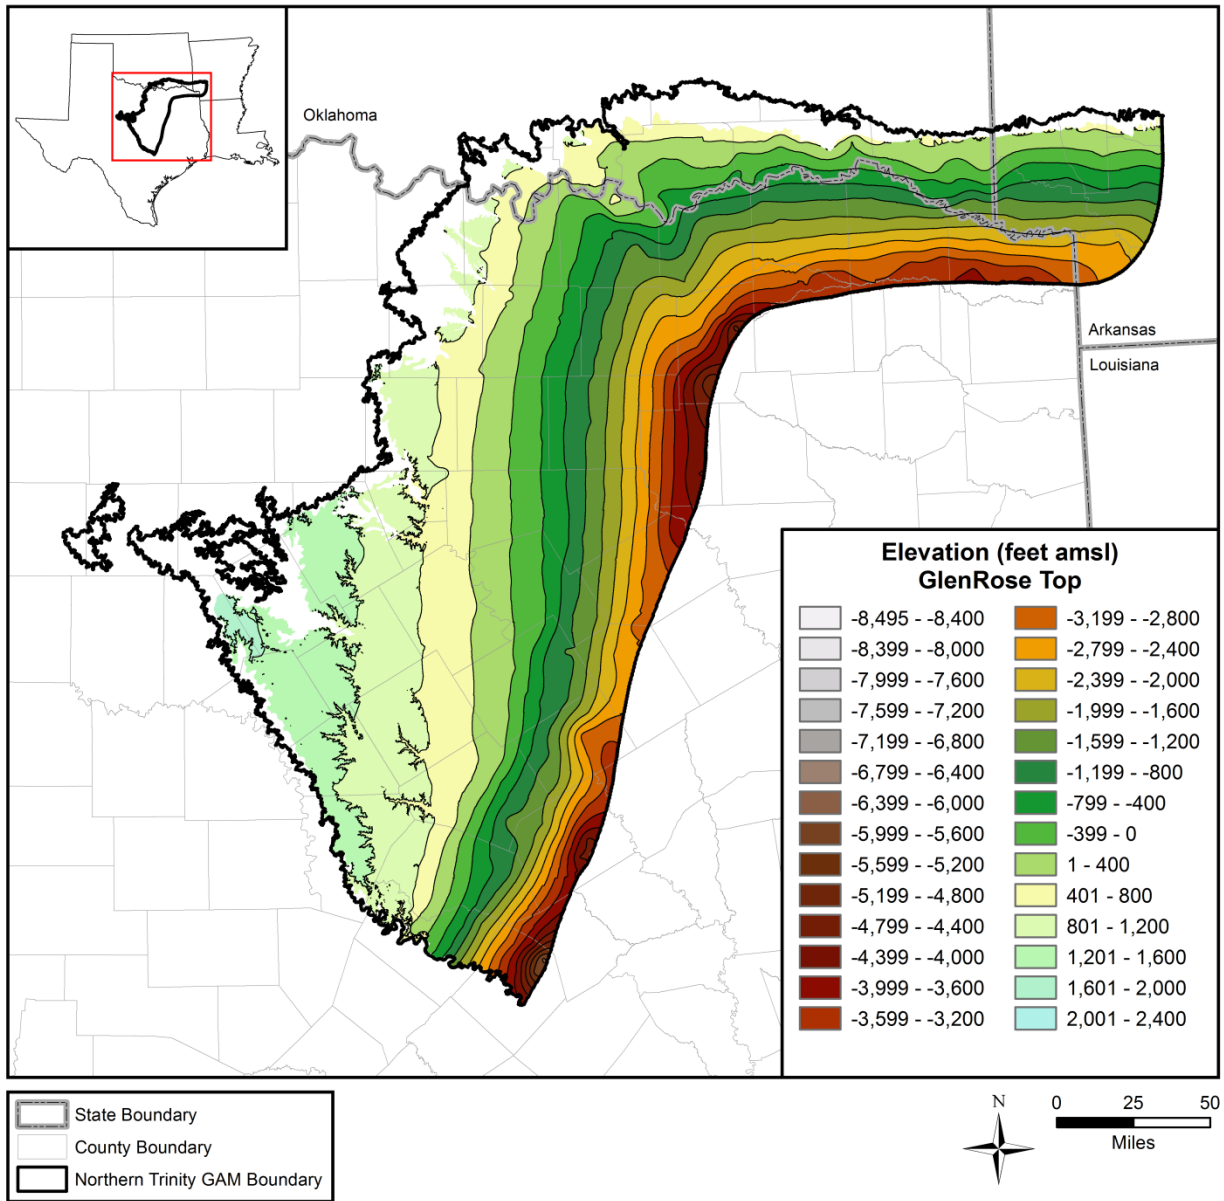 Oklahoma
Arkansas
Louisiana
Elevation (feet amsl)
GlenRose Top
-8,495 - -8,400
-8,399 - -8,000
-7,999 - -7,600
-7,599 - -7,200
-7,199 - -6,800
-6,799 - -6,400
-6,399 - -6,000
-5,999 - -5,600
-5,599 - -5,200
-5,199 - -4,800
-4,799 - -4,400
-4,399 - -4,000
-3,999 - -3,600
-3,599 - -3,200
-3,199 - -2,800
-2,799 - -2,400
-2,399 - -2,000
-1,999 - -1,600
-1,599 - -1,200
-1,199 - -800
-799 - -400
-399 - 0
1 - 400
401 - 800
801 - 1,200
1,201 - 1,600
1,601 - 2,000
2,001 - 2,400
State Boundary
County Boundary
Northern Trinity GAM Boundary
N
0 25 50
Miles